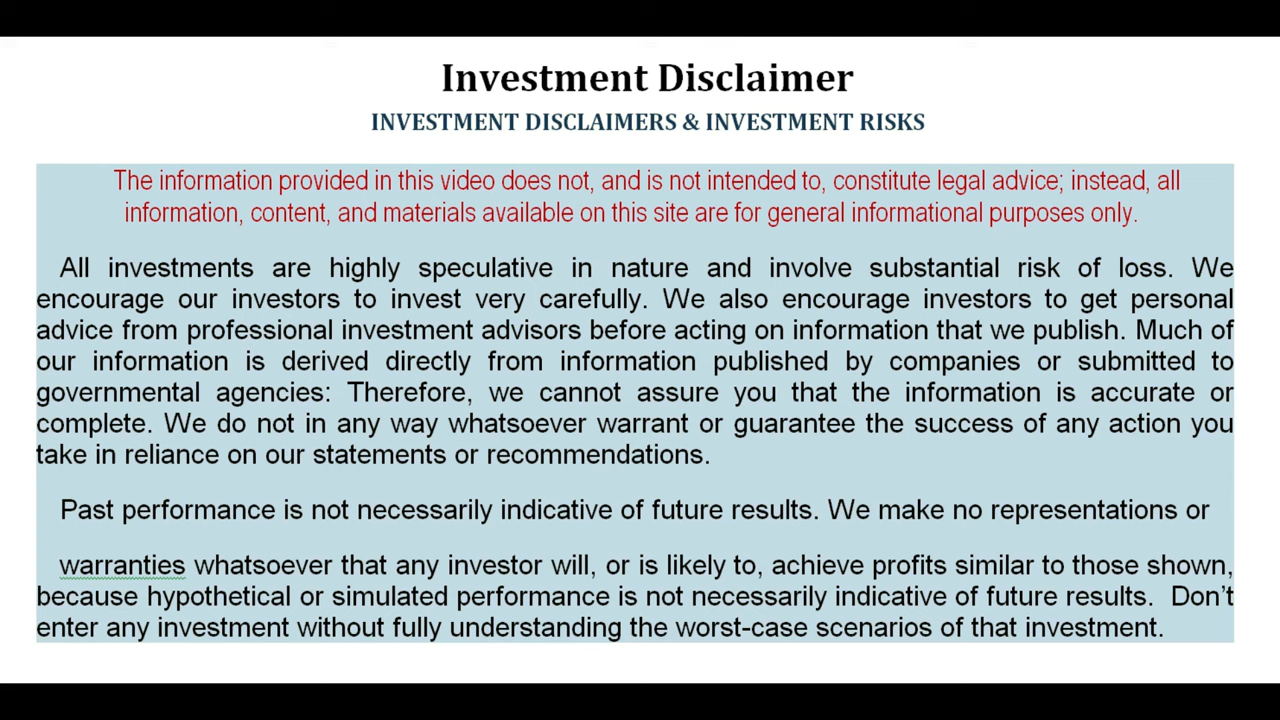 Investment Disclaimer
INVESTMENT DISCLAIMERS & INVESTMENT RISKS
The information provided in this video does not, and is not intended to, constitute legal advice; instead, all
information, content, and materials available on this site are for general informational purposes only.
All investments are highly speculative in nature and involve substantial risk of loss. We
encourage our investors to invest very carefully. We also encourage investors to get personal
advice from professional investment advisors before acting on information that we publish. Much of
our information is derived directly from information published by companies or submitted to
governmental agencies: Therefore, we cannot assure you that the information is accurate or
complete. We do not in any way whatsoever warrant or guarantee the success of any action you
take in reliance on our statements or recommendations.
Past performance is not necessarily indicative of future results. We make no representations or
warranties whatsoever that any investor will, or is likely to, achieve profits similar to those shown,
because hypothetical or simulated performance is not necessarily indicative of future results.  Don’t
enter any investment without fully understanding the worst-case scenarios of that investment.